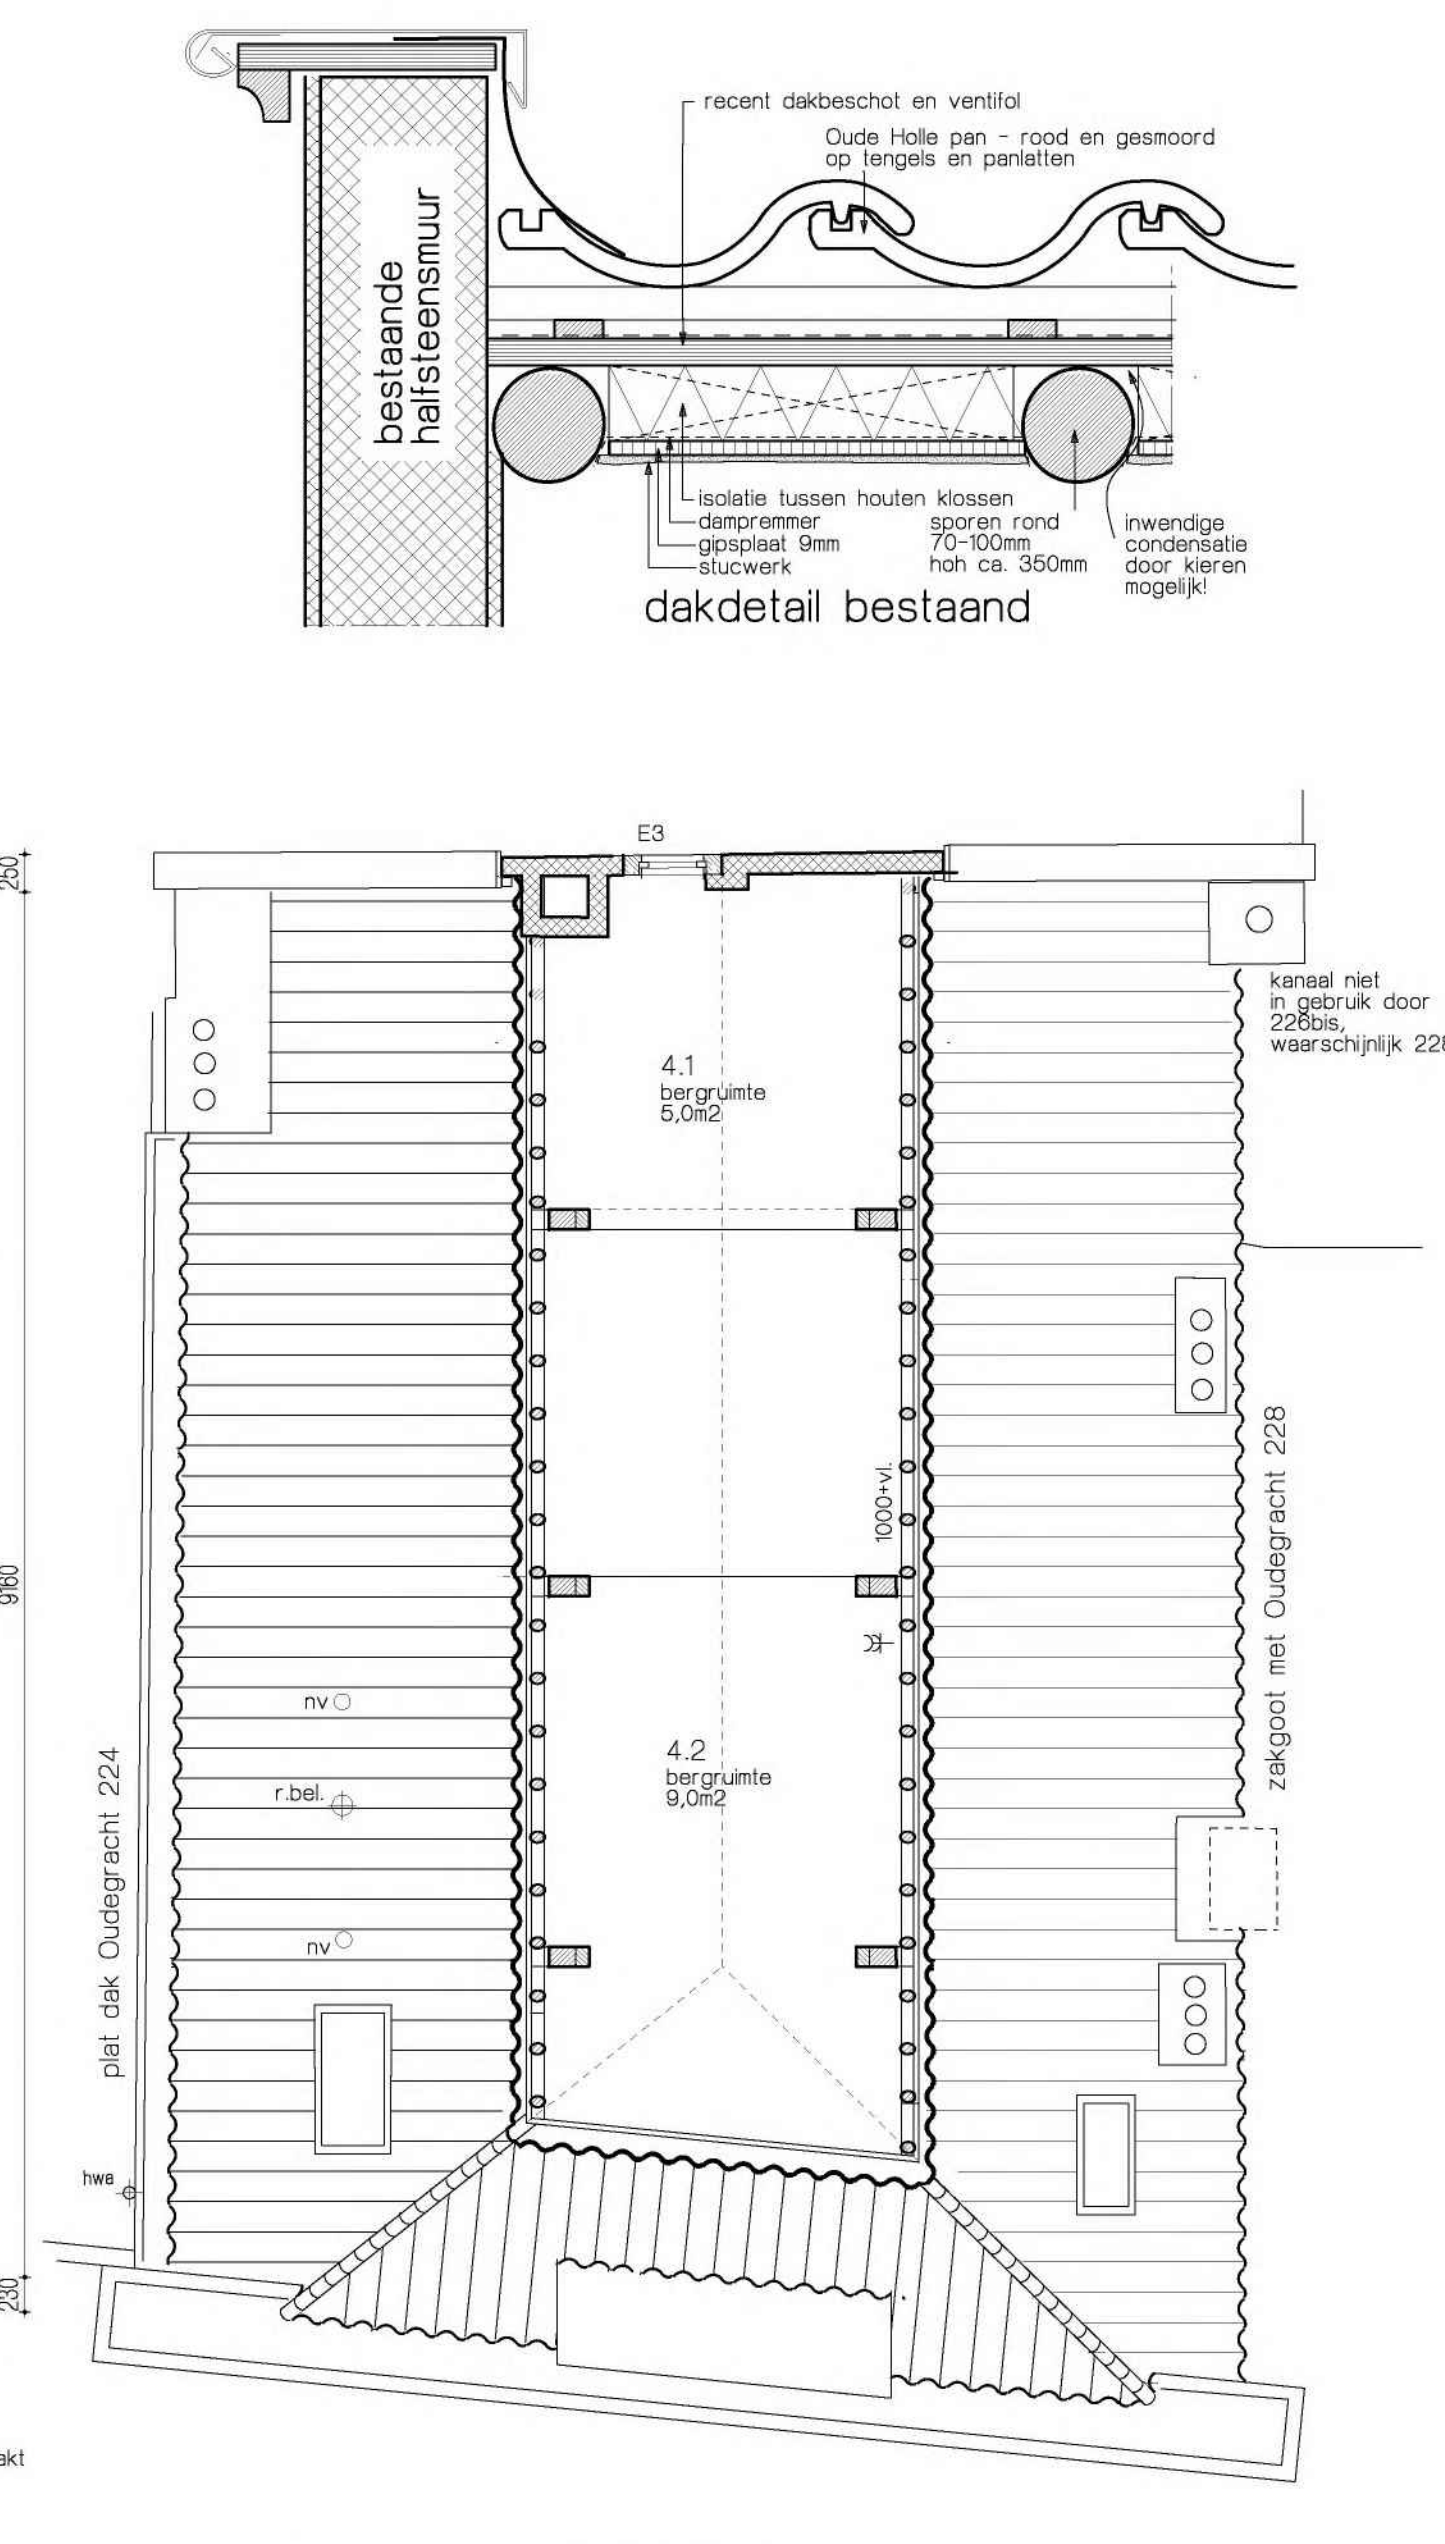 recent dakbeschot en ventifol
Oude Holle pan - rood en gesmoord
op tengels en panlatten
bestaande
halfsteensmuur
isolatie tussen houten klossen
dampremmer
gipsplaat 9mm
stucwerk
sporen rond
70-100mm
hoh ca. 350mm
inwendige
condensatie
door kieren
mogelijk!
dakdetail bestaand
E3
250
kanaal niet
in gebruik door
226bis,
waarschijnlijk 228
4.1
bergruimte
5,0m2
1000+vl.
zakgoot met Oudegracht 228
9160
nv
4.2
bergruimte
9,0m2
r.bel.
plat dak Oudegracht 224
nv
hwa
230
akt